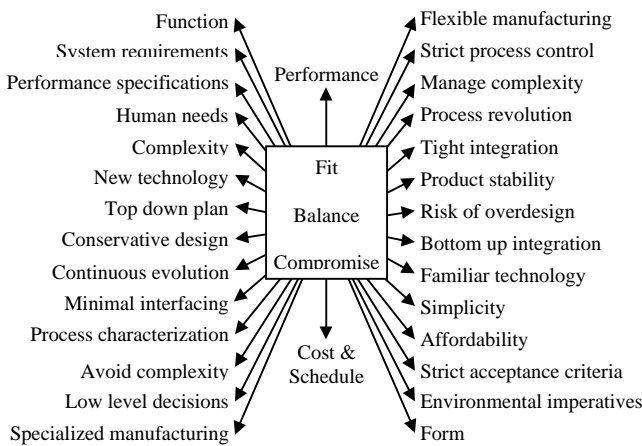 Function
System requirements
Performance specifications
Human needs
Complexity
New technology
Top down plan
Conservative design
Continuous evolution
Minimal interfacing
Process characterization
Avoid complexity
Low level decisions
Specialized manufacturing
Performance
Fit
Balance
Compromise
Cost &
Schedule
Flexible manufacturing
Strict process control
Manage complexity
Process revolution
Tight integration
Product stability
Risk of overdesign
Bottom up integration
Familiar technology
Simplicity
Affordability
Strict acceptance criteria
Environmental imperatives
Form